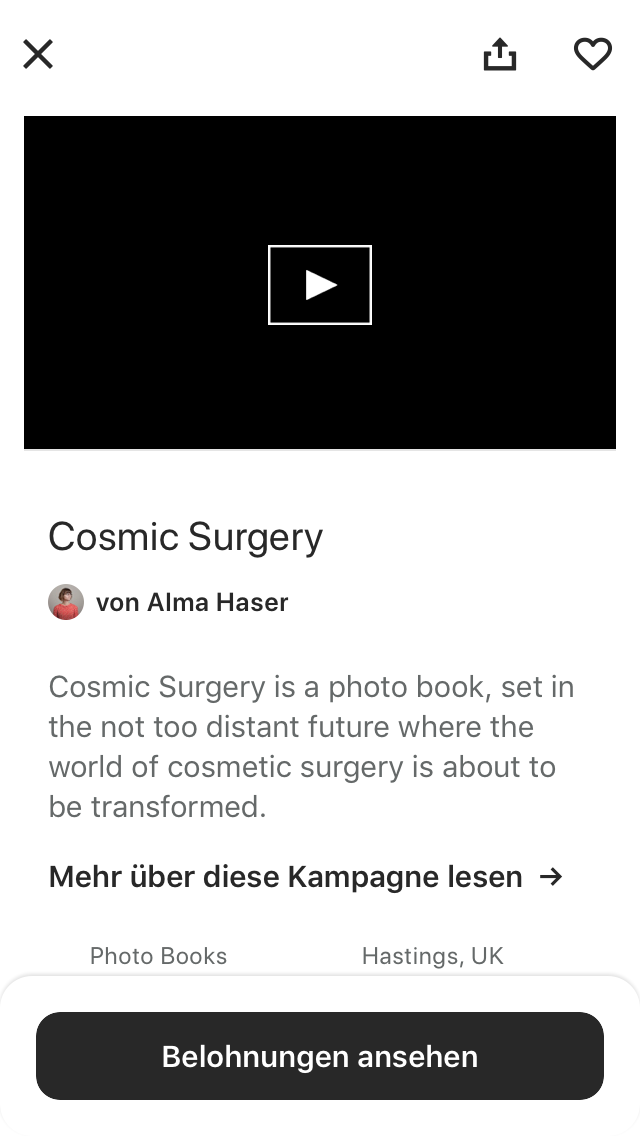 Cosmic Surgery
von Alma Haser
Cosmic Surgery is a photo book, set in
the not too distant future where the
world of cosmetic surgery is about to
be transformed.
Mehr über diese Kampagne lesen →
Photo Books
Hastings, UK
Belohnungen ansehen